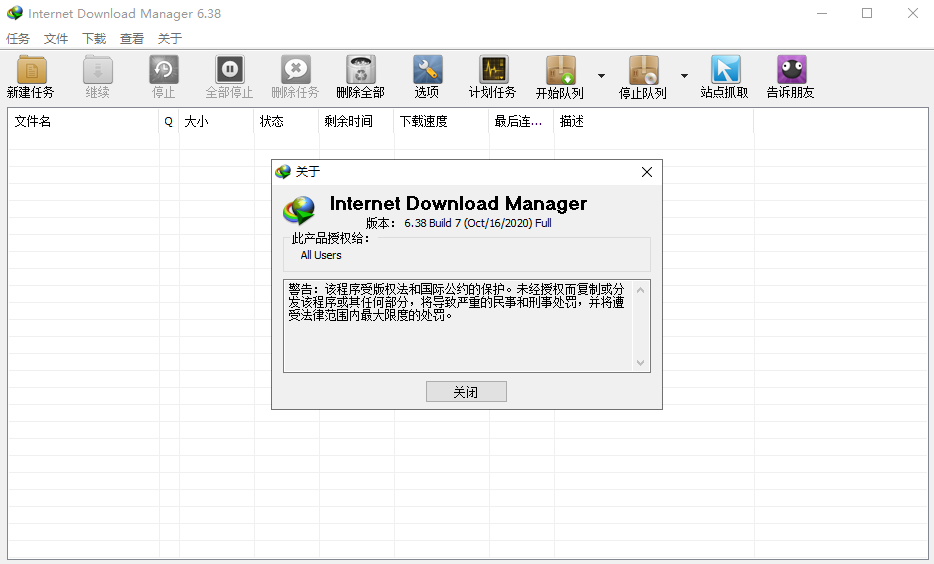 Internet Download Manager 6.38
任务 文件 下载 查看 关于
新建任务 继续 停止 全部停止 删除任务 删除全部 选项 计划任务 开始队列 停止队列 站点抓取 告诉朋友
文件名 Q 大小 状态 剩余时间 下载速度 最后连... 描述
关于
Internet Download Manager
版本： 6.38 Build 7 (Oct/16/2020) Full
此产品授权给：
All Users
警告：该程序受版权法和国际公约的保护。未经授权而复制或分
发该程序或其任何部分，将导致严重的民事和刑事处罚，并将遭
受法律范围内最大限度的处罚。
关闭